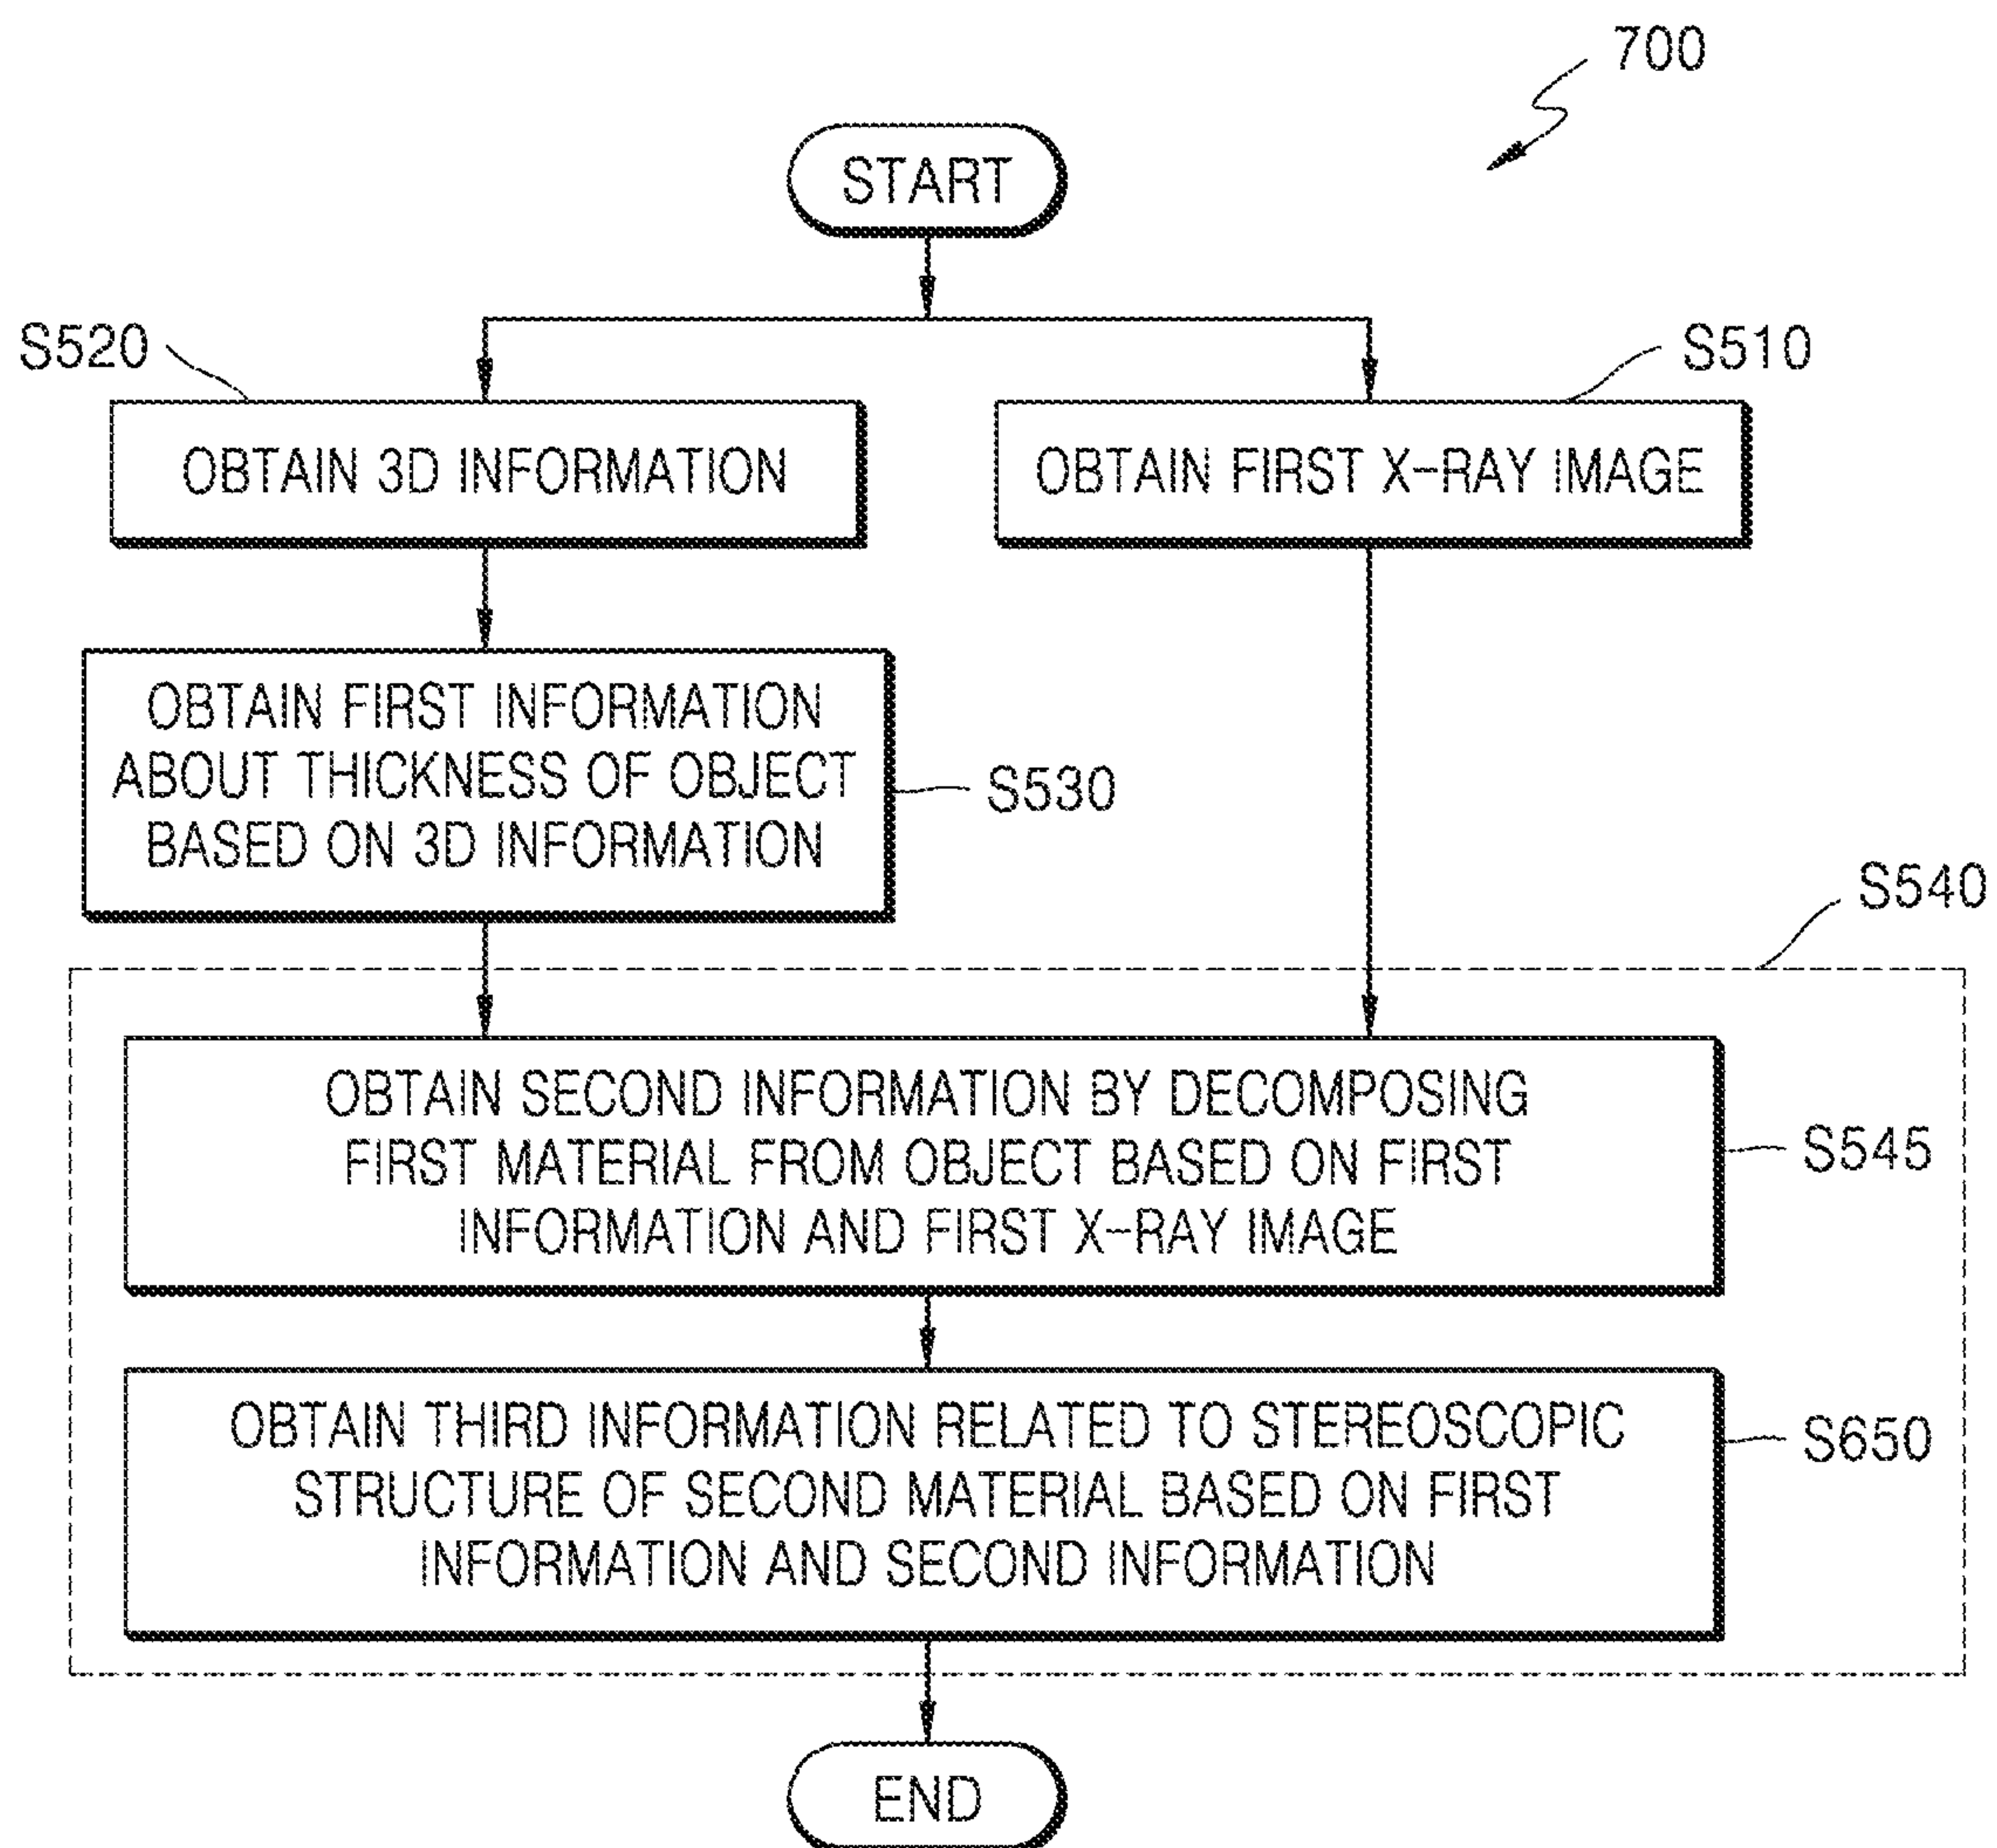 700
START
S520
S510
OBTAIN 3D INFORMATION
OBTAIN FIRST X-RAY IMAGE
OBTAIN FIRST INFORMATION
ABOUT THICKNESS OF OBJECT
BASED ON 3D INFORMATION
S530
S540
OBTAIN SECOND INFORMATION BY DECOMPOSING
FIRST MATERIAL FROM OBJECT BASED ON FIRST
INFORMATION AND FIRST X-RAY IMAGE
S545
OBTAIN THIRD INFORMATION RELATED TO STEREOSCOPIC
STRUCTURE OF SECOND MATERIAL BASED ON FIRST
INFORMATION AND SECOND INFORMATION
S650
END